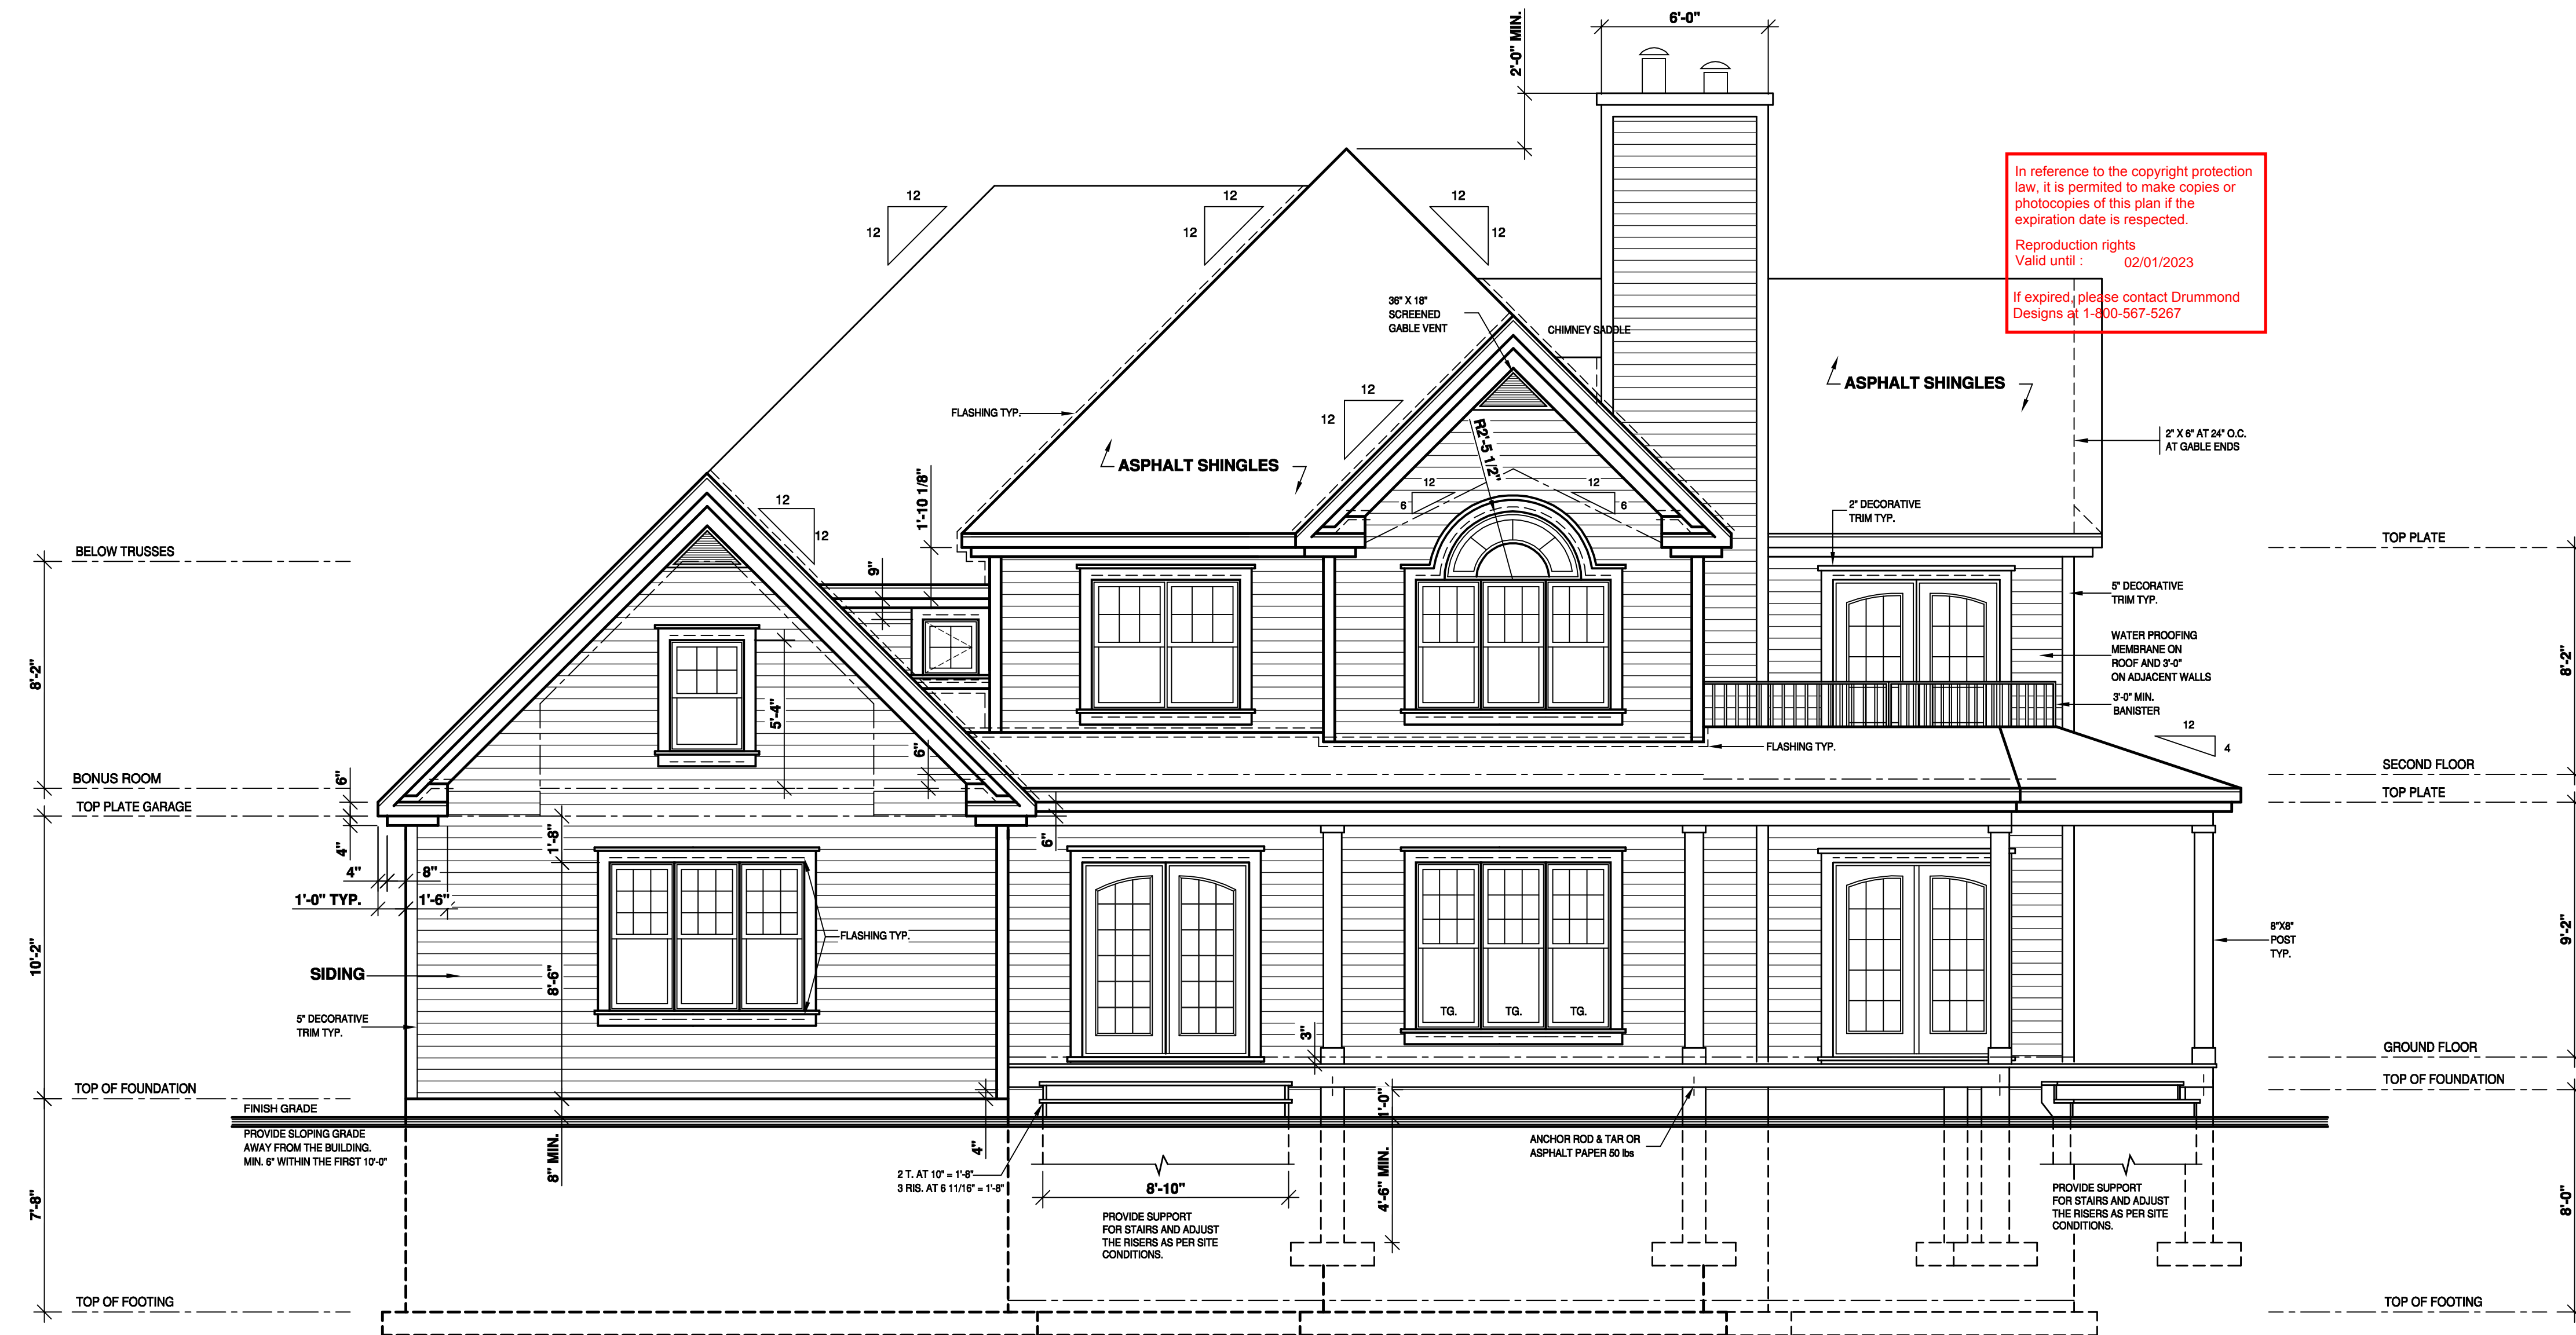 6'-0"
2'-0" MIN.
In reference to the copyright protection
law, it is permited to make copies or
photocopies of this plan if the
expiration date is respected.
Reproduction rights
Valid until : 02/01/2023
If expired, please contact Drummond
Designs at 1-800-567-5267
12
12
12
12
12
12
36" X 18"
SCREENED
GABLE VENT
CHIMNEY SADDLE
12
12
FLASHING TYP.
ASPHALT SHINGLES
ASPHALT SHINGLES
R2'-5 1/2"
2" X 6" AT 24" O.C.
AT GABLE ENDS
12
12
1'-10 1/8"
12
6
12
6
2" DECORATIVE
TRIM TYP.
BELOW TRUSSES
TOP PLATE
9"
5" DECORATIVE
TRIM TYP.
WATER PROOFING
MEMBRANE ON
ROOF AND 3'-0"
ON ADJACENT WALLS
8'-2"
8'-2"
3'-0" MIN.
BANISTER
5'-4"
6"
FLASHING TYP.
12
4
BONUS ROOM
6"
SECOND FLOOR
TOP PLATE GARAGE
TOP PLATE
4"
1'-8"
6"
4"
8"
1'-0" TYP.
1'-6"
FLASHING TYP.
8"X8"
POST
TYP.
10'-2"
9'-2"
SIDING
8'-6"
TG.
TG.
TG.
5" DECORATIVE
TRIM TYP.
3"
GROUND FLOOR
TOP OF FOUNDATION
TOP OF FOUNDATION
FINISH GRADE
1'-0"
PROVIDE SLOPING GRADE
AWAY FROM THE BUILDING.
MIN. 6" WITHIN THE FIRST 10'-0"
8" MIN.
4"
2 T. AT 10" = 1'-8"
3 RIS. AT 6 11/16" = 1'-8"
8'-10"
ANCHOR ROD & TAR OR
ASPHALT PAPER 50 lbs
4'-6" MIN.
PROVIDE SUPPORT
FOR STAIRS AND ADJUST
THE RISERS AS PER SITE
CONDITIONS.
PROVIDE SUPPORT
FOR STAIRS AND ADJUST
THE RISERS AS PER SITE
CONDITIONS.
7'-8"
8'-0"
TOP OF FOOTING
TOP OF FOOTING